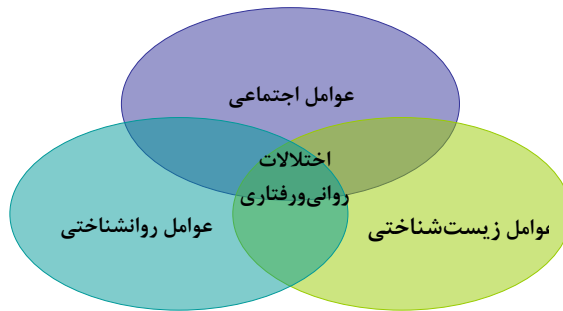 عوامل اجتماعی
اختلالات
روانی‌ورفتاری
عوامل زیست‌شناختی
عوامل روانشناختی